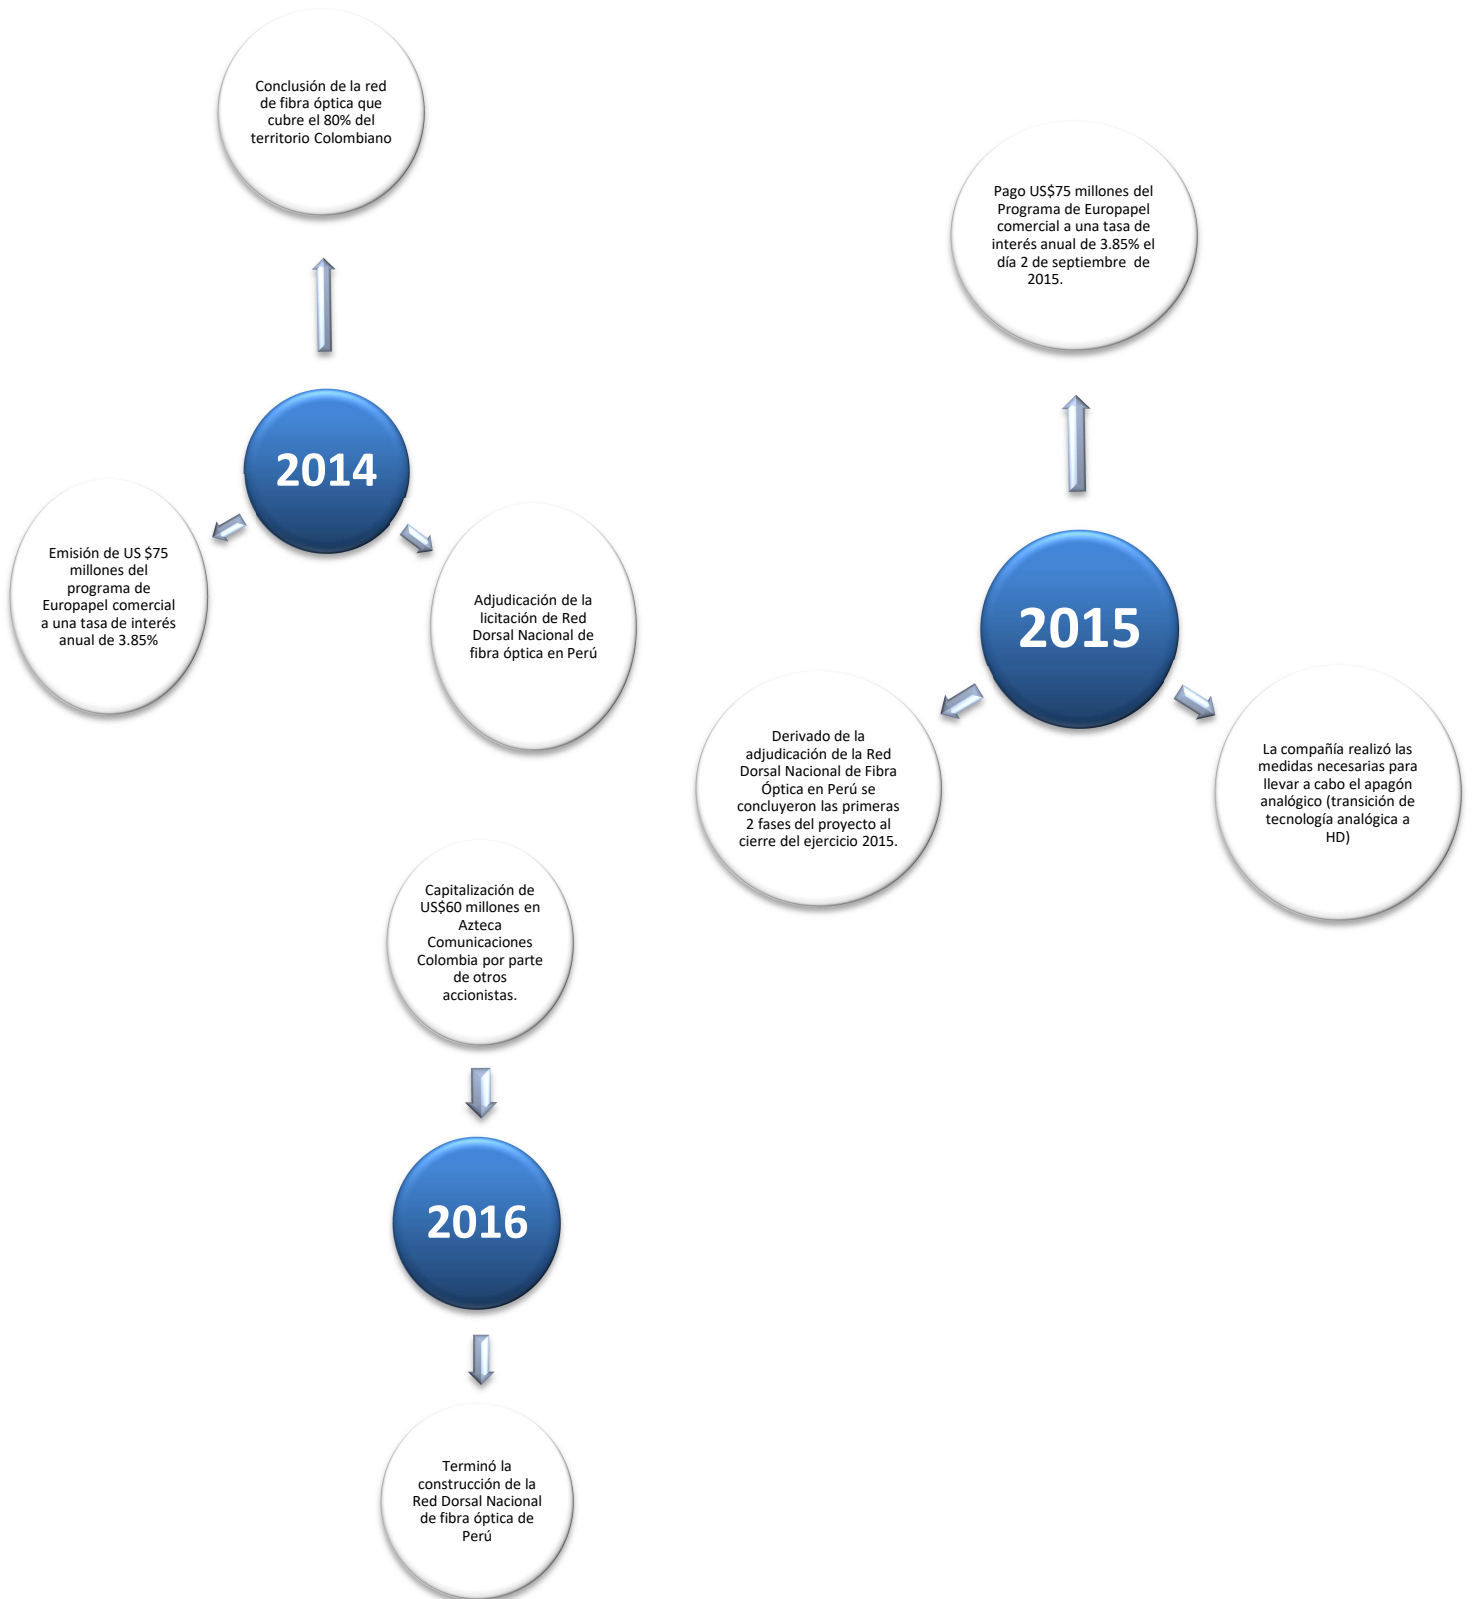 Conclusión de la red
de fibra óptica que
cubre el 80% del
territorio Colombiano
2014
Emisión de US $75
millones del
programa de
Europapel comercial
a una tasa de interés
anual de 3.85%
Adjudicación de la
licitación de Red
Dorsal Nacional de
fibra óptica en Perú
Pago US$75 millones del
Programa de Europapel
comercial a una tasa de
interés anual de 3.85% el
día 2 de septiembre de
2015.
2015
Derivado de la
adjudicación de la Red
Dorsal Nacional de Fibra
Óptica en Perú se
concluyeron las primeras
2 fases del proyecto al
cierre del ejercicio 2015.
La compañía realizó las
medidas necesarias para
llevar a cabo el apagón
analógico (transición de
tecnología analógica a
HD)
Capitalización de
US$60 millones en
Azteca
Comunicaciones
Colombia por parte
de otros
accionistas.
2016
Terminó la
construcción de la
Red Dorsal Nacional
de fibra óptica de
Perú